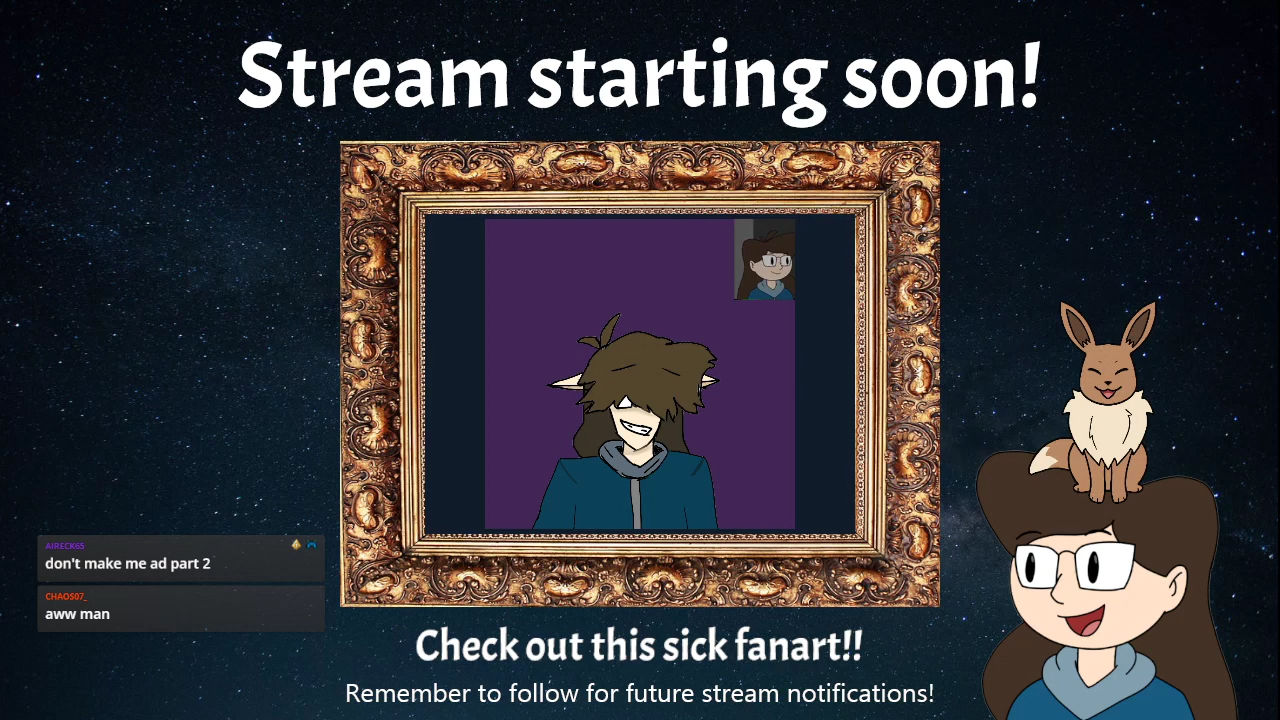 Stream starting soon!
AIRECK65
don't make me ad part 2
CHAOS07_
aww man
Check out this sick fanart!!
Remember to follow for future stream notifications!